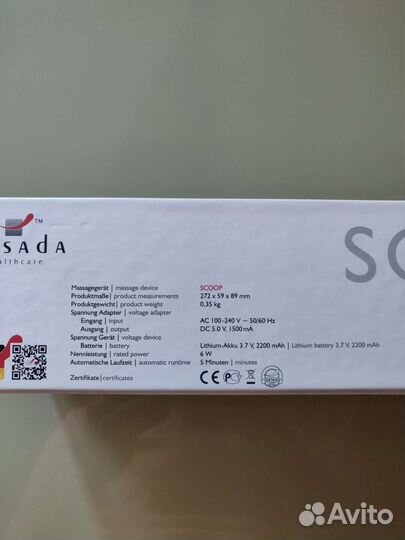 ™
sada
althcare
SC
Massagegerät | massage device SCOOP
Produktmaße | product measurements 272 x 59 x 89 mm
Produktgewicht | product weight 0,35 kg
Spannung Adapter | voltage adapter
Eingang | input AC 100-240 V ~ 50/60 Hz
Ausgang | output DC 5.0 V, 1500 mA
Spannung Gerät | voltage device
Batterie | battery Lithium-Akku 3.7 V, 2200 mAh | Lithium battery 3.7 V, 2200 mAh
Nennleistung | rated power 6 W
Automatische Laufzeit | automatic runtime 5 Minuten | minutes
Zertifikate | certificates CE
Avito